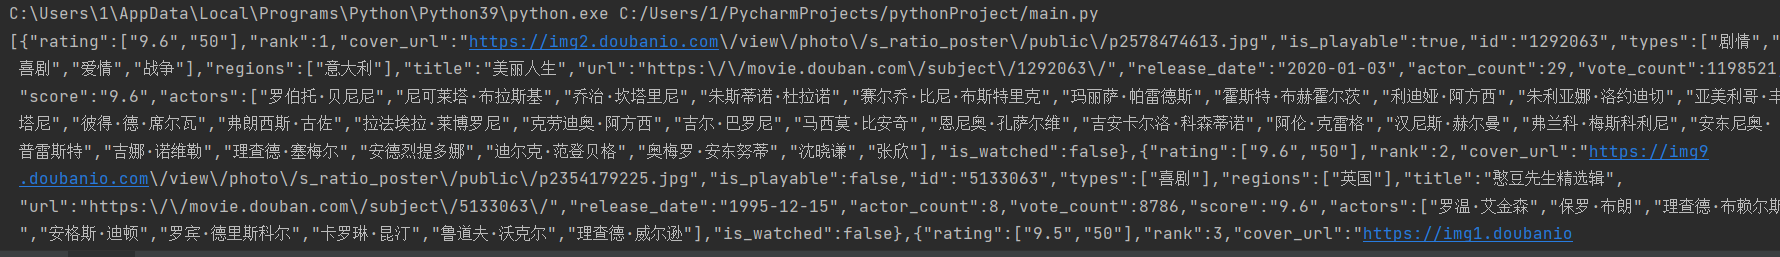 C:\Users\1\AppData\Local\Programs\Python\Python39\python.exe C:/Users/1/PycharmProjects/pythonProject/main.py
[{"rating":["9.6","50"],"rank":1,"cover_url":"https://img2.doubanio.com\/view\/photo\/s_ratio_poster\/public\/p2578474613.jpg","is_playable":true,"id":"1292063","types":["剧情","
喜剧","爱情","战争"],"regions":["意大利"],"title":"美丽人生","url":"https:\/\/movie.douban.com\/subject\/1292063\/","release_date":"2020-01-03","actor_count":29,"vote_count":1198521
"score":"9.6","actors":["罗伯托·贝尼尼","尼可莱塔·布拉斯基","乔治·坎塔里尼","朱斯蒂诺·杜拉诺","赛尔乔·比尼·布斯特里克","玛丽萨·帕雷德斯","霍斯特·布赫霍尔茨","利迪娅·阿方西","朱利亚娜·洛约迪切","亚美利哥·丰
塔尼","彼得·德·席尔瓦","弗朗西斯·古佐","拉法埃拉·莱博罗尼","克劳迪奥·阿方西","吉尔·巴罗尼","马西莫·比安奇","恩尼奥·孔萨尔维","吉安卡尔洛·科森蒂诺","阿伦·克雷格","汉尼斯·赫尔曼","弗兰科·梅斯科利尼","安东尼奥·
普雷斯特","吉娜·诺维勒","理查德·塞梅尔","安德烈提多娜","迪尔克·范登贝格","奥梅罗·安东努蒂","沈晓谦","张欣"],"is_watched":false},{"rating":["9.6","50"],"rank":2,"cover_url":"https://img9
.doubanio.com\/view\/photo\/s_ratio_poster\/public\/p2354179225.jpg","is_playable":false,"id":"5133063","types":["喜剧"],"regions":["英国"],"title":"憨豆先生精选辑",
"url":"https:\/\/movie.douban.com\/subject\/5133063\/","release_date":"1995-12-15","actor_count":8,"vote_count":8786,"score":"9.6","actors":["罗温·艾金森","保罗·布朗","理查德·布赖尔斯
","安格斯·迪顿","罗宾·德里斯科尔","卡罗琳·昆汀","鲁道夫·沃克尔","理查德·威尔逊"],"is_watched":false},{"rating":["9.5","50"],"rank":3,"cover_url":"https://img1.doubanio